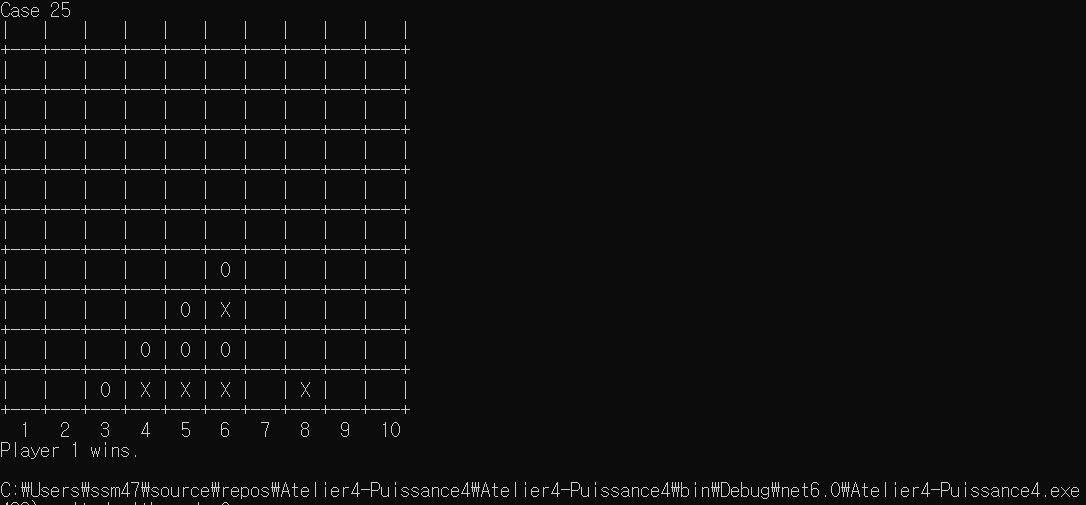 Case 25
|   |   |   |   |   |   |   |   |   |   |
+---+---+---+---+---+---+---+---+---+---+
|   |   |   |   |   |   |   |   |   |   |
+---+---+---+---+---+---+---+---+---+---+
|   |   |   |   |   |   |   |   |   |   |
+---+---+---+---+---+---+---+---+---+---+
|   |   |   |   |   |   |   |   |   |   |
+---+---+---+---+---+---+---+---+---+---+
|   |   |   |   |   |   |   |   |   |   |
+---+---+---+---+---+---+---+---+---+---+
|   |   |   |   |   |   |   |   |   |   |
+---+---+---+---+---+---+---+---+---+---+
|   |   |   |   |   | O |   |   |   |   |
+---+---+---+---+---+---+---+---+---+---+
|   |   |   |   | O | X |   |   |   |   |
+---+---+---+---+---+---+---+---+---+---+
|   |   |   | O | O | O |   |   |   |   |
+---+---+---+---+---+---+---+---+---+---+
|   |   | O | X | X | X |   | X |   |   |
+---+---+---+---+---+---+---+---+---+---+
  1   2   3   4   5   6   7   8   9   10
Player 1 wins.
C:₩Users₩ssm47₩source₩repos₩Atelier4-Puissance4₩Atelier4-Puissance4₩bin₩Debug₩net6.0₩Atelier4-Puissance4.exe